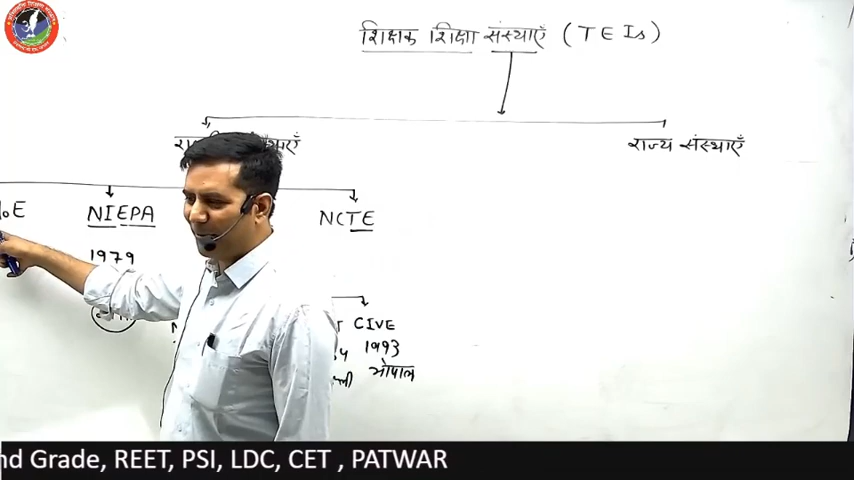 शिक्षक शिक्षा संस्थाएँ (TEIs)
राज्य संस्थाएँ
NIEPA
NCTE
1979
CIVE
1993
भोपाल
nd Grade, REET, PSI, LDC, CET , PATWAR